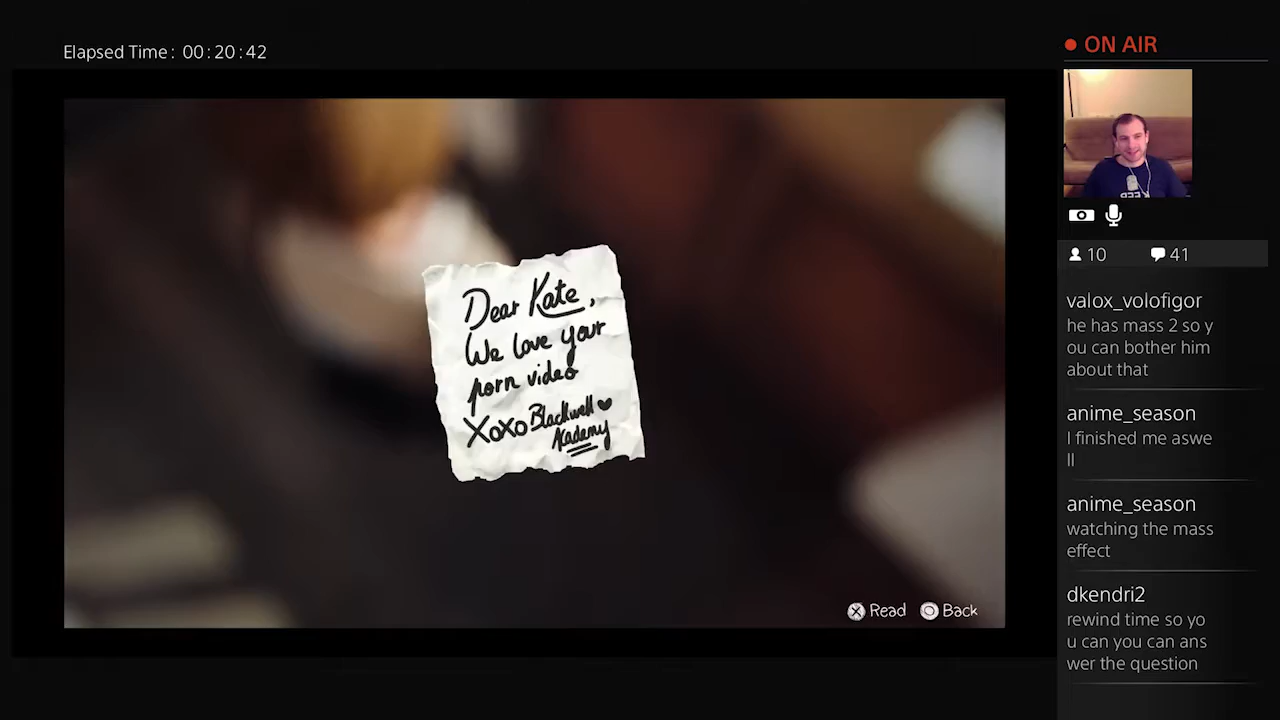 Elapsed Time: 00:20:42
ON AIR
10 41
Dear Kate,
We love your
porn video
XoXo Blackwell
Academy
Read Back
valox_volofigor
he has mass 2 so y
ou can bother him
about that
anime_season
I finished me aswe
ll
anime_season
watching the mass
effect
dkendri2
rewind time so yo
u can you can ans
wer the question